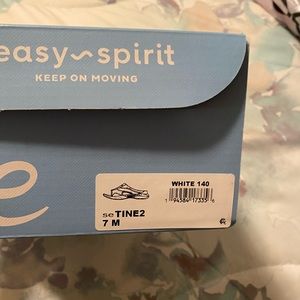 easy~spirit
KEEP ON MOVING
e
WHITE 140
seTINE2
7 M